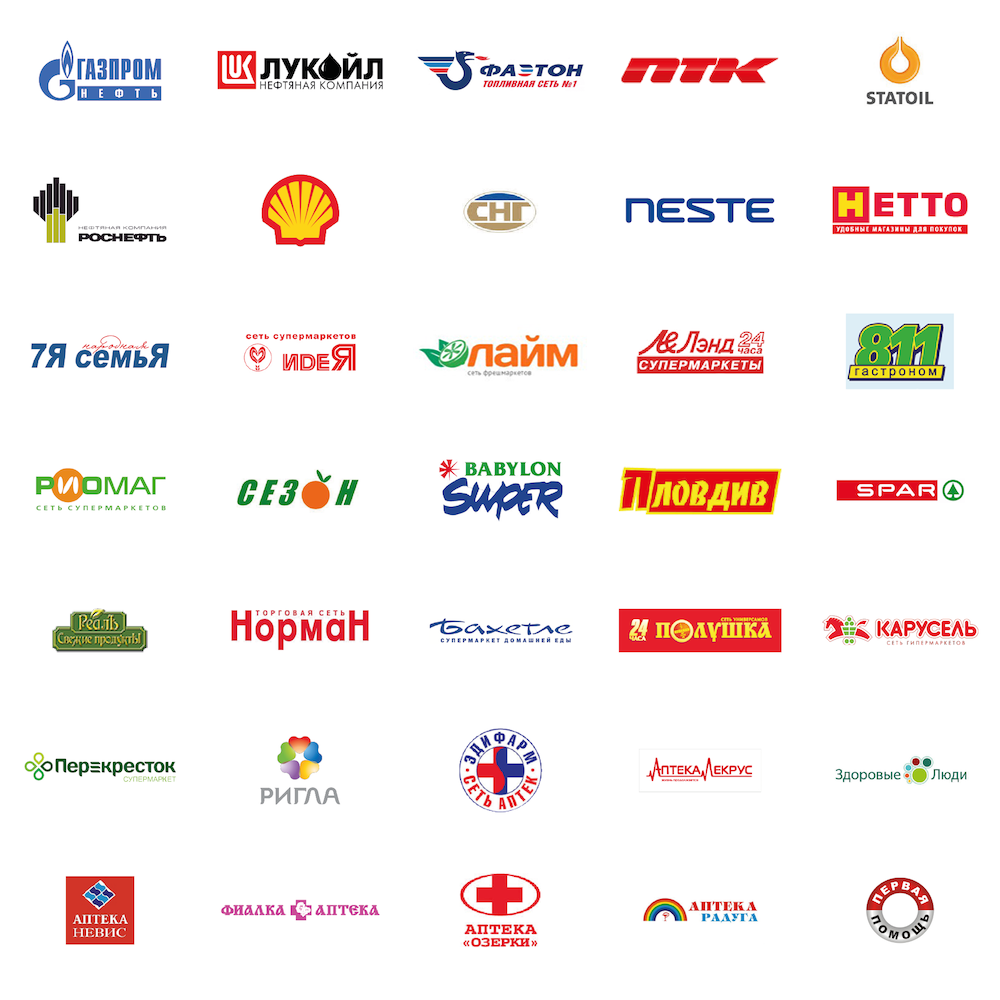 ГАЗПРОМ
НЕФТЬ
LUK ЛУКОЙЛ
НЕФТЯНАЯ КОМПАНИЯ
ФАЭТОН
ТОПЛИВНАЯ СЕТЬ №1
ПТК
STATOIL
НЕФТЯНАЯ КОМПАНИЯ
РОСНЕФТЬ
СНГ
NESTE
НЕТТО
УДОБНЫЕ МАГАЗИНЫ ДЛЯ ПОКУПОК
народная
7Я семьЯ
сеть супермаркетов
идеЯ
лайм
сеть фрешмаркетов
Лэнд 24
часа
СУПЕРМАРКЕТЫ
811
гастроном
РИОМАГ
СЕТЬ СУПЕРМАРКЕТОВ
СЕЗОН
BABYLON
SUPER
ПЛОВДИВ
SPAR
РеалЪ
Свежие продукты
ТОРГОВАЯ СЕТЬ
НормаН
Бахетле
СУПЕРМАРКЕТ ДОМАШНЕЙ ЕДЫ
СЕТЬ УНИВЕРСАМОВ
24
ЧАСА
ПОЛУШКА
КАРУСЕЛЬ
СЕТЬ ГИПЕРМАРКЕТОВ
Перекресток
СУПЕРМАРКЕТ
РИГЛА
ЭДИФАРМ
СЕТЬ АПТЕК
АПТЕКА ЛЕКРУС
Здоровые Люди
АПТЕКА
НЕВИС
ФИАЛКА АПТЕКА
АПТЕКА
«ОЗЕРКИ»
АПТЕКА
РАДУГА
ПЕРВАЯ
ПОМОЩЬ